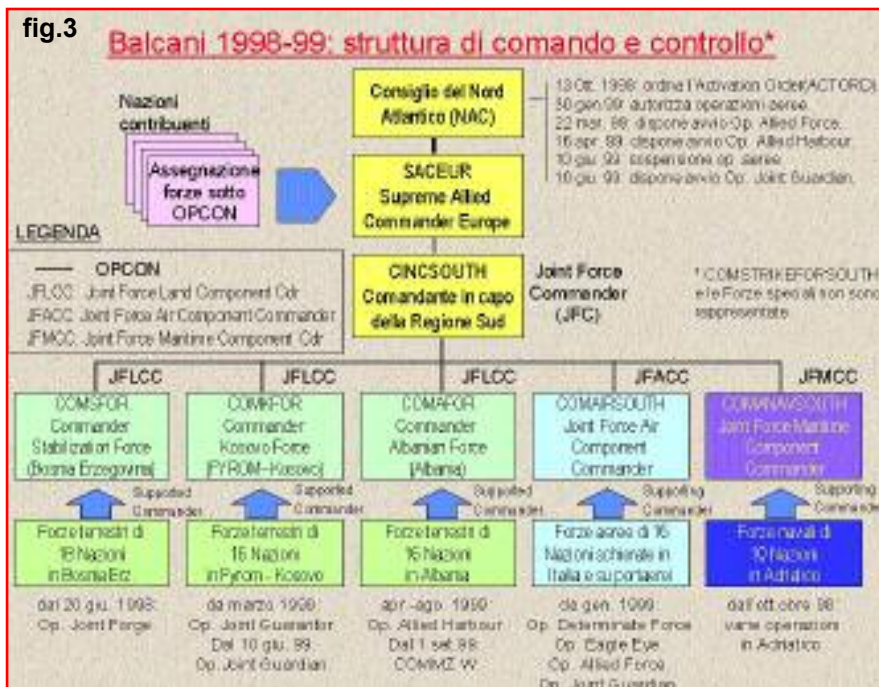 fig.3
Balcani 1998-99: struttura di comando e controllo*
Nazioni
contribuenti
Assegnazione
forze sotto
OPCON
Consiglio del Nord
Atlantico (NAC)
13 Ott. 1998: ordina l'Activation Order(ACTORD).
30 gen.99: autorizza operazioni aeree.
22 mar. 99: dispone avvio Op. Allied Force.
16 apr. 99: dispone avvio Op. Allied Harbour.
10 giu. 99: sospensione op. aeree.
10 giu. 99: dispone avvio Op. Joint Guardian.
SACEUR
Supreme Allied
Commander Europe
LEGENDA
OPCON
JFLCC: Joint Force Land Component Cdr
JFACC: Joint Force Air Component Commander
JFMCC: Joint Force Maritime Component Cdr
CINCSOUTH
Comandante in capo
della Regione Sud
Joint Force
Commander
(JFC)
* COMSTRIKEFORSOUTH
e le Forze speciali non sono
rappresentate
JFLCC
JFLCC
JFLCC
JFACC
JFMCC
COMSFOR
Commander
Stabilization Force
(Bosnia Erzegovina)
COMKFOR
Commander
Kosovo Force
(FYROM-Kosovo)
COMAFOR
Commander
Albanian Force
(Albania)
COMAIRSOUTH
Joint Force Air
Component
Commander
COMNAVSOUTH
Joint Force Maritime
Component
Commander
Supported
Commander
Supported
Commander
Supported
Commander
Supporting
Commander
Supporting
Commander
Forze terrestri di
18 Nazioni
in Bosnia Erz
Forze terrestri di
16 Nazioni
in Fyrom - Kosovo
Forze terrestri di
16 Nazioni
in Albania
Forze aeree di 16
Nazioni schierate in
Italia e su portaerei
Forze navali di
10 Nazioni
in Adriatico
dal 20 giu. 1998:
Op. Joint Forge
da marzo 1998:
Op. Joint Guarantor
Dal 10 giu. 99:
Op. Joint Guardian
apr.-ago. 1999:
Op. Allied Harbour
Dal 1 set.99:
COMMZ W
da gen. 1999:
Op. Determinate Force
Op. Eagle Eye
Op. Allied Force
Op. Joint Guardian
dall'ottobre 98:
varie operazioni
in Adriatico